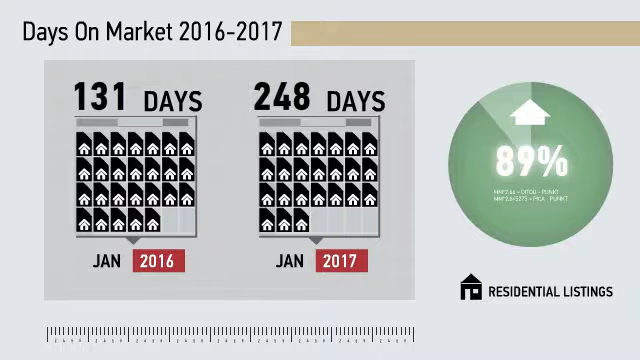 Days On Market 2016-2017
131 DAYS
248 DAYS
JAN 2016
JAN 2017
89%
RESIDENTIAL LISTINGS